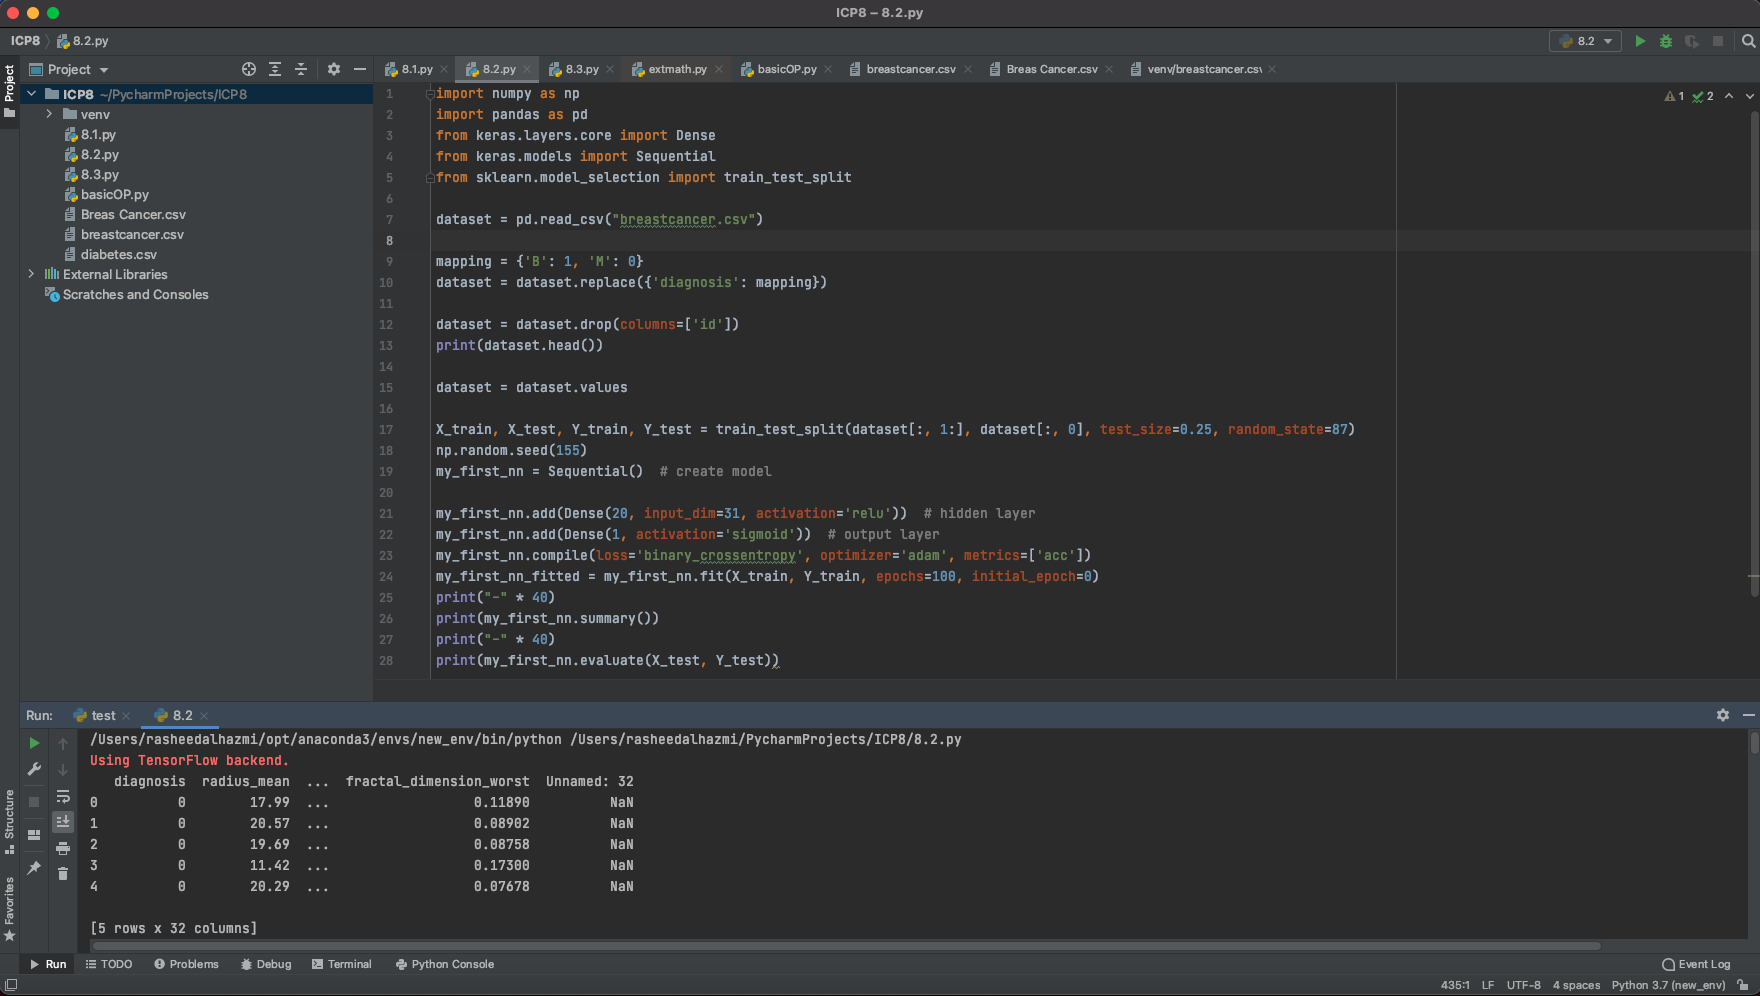 ICP8 – 8.2.py
ICP8 8.2.py
8.2
Project
8.1.py 8.2.py 8.3.py extmath.py basicOP.py breastcancer.csv Breas Cancer.csv venv/breastcancer.csv
Project
ICP8 ~/PycharmProjects/ICP8
venv
8.1.py
8.2.py
8.3.py
basicOP.py
Breas Cancer.csv
breastcancer.csv
diabetes.csv
External Libraries
Scratches and Consoles
1 2
1 import numpy as np
2 import pandas as pd
3 from keras.layers.core import Dense
4 from keras.models import Sequential
5 from sklearn.model_selection import train_test_split
6
7 dataset = pd.read_csv("breastcancer.csv")
8
9 mapping = {'B': 1, 'M': 0}
10 dataset = dataset.replace({'diagnosis': mapping})
11
12 dataset = dataset.drop(columns=['id'])
13 print(dataset.head())
14
15 dataset = dataset.values
16
17 X_train, X_test, Y_train, Y_test = train_test_split(dataset[:, 1:], dataset[:, 0], test_size=0.25, random_state=87)
18 np.random.seed(155)
19 my_first_nn = Sequential()  # create model
20
21 my_first_nn.add(Dense(20, input_dim=31, activation='relu'))  # hidden layer
22 my_first_nn.add(Dense(1, activation='sigmoid'))  # output layer
23 my_first_nn.compile(loss='binary_crossentropy', optimizer='adam', metrics=['acc'])
24 my_first_nn_fitted = my_first_nn.fit(X_train, Y_train, epochs=100, initial_epoch=0)
25 print("-" * 40)
26 print(my_first_nn.summary())
27 print("-" * 40)
28 print(my_first_nn.evaluate(X_test, Y_test))
Run: test 8.2
/Users/rasheedalhazmi/opt/anaconda3/envs/new_env/bin/python /Users/rasheedalhazmi/PycharmProjects/ICP8/8.2.py
Using TensorFlow backend.
diagnosis radius_mean ... fractal_dimension_worst Unnamed: 32
0 0 17.99 ... 0.11890 NaN
1 0 20.57 ... 0.08902 NaN
2 0 19.69 ... 0.08758 NaN
3 0 11.42 ... 0.17300 NaN
4 0 20.29 ... 0.07678 NaN
[5 rows x 32 columns]
Structure
Favorites
Run TODO Problems Debug Terminal Python Console Event Log
435:1 LF UTF-8 4 spaces Python 3.7 (new_env)